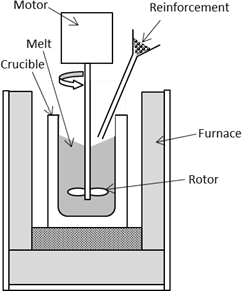 Motor
Reinforcement
Melt
Crucible
Furnace
Rotor